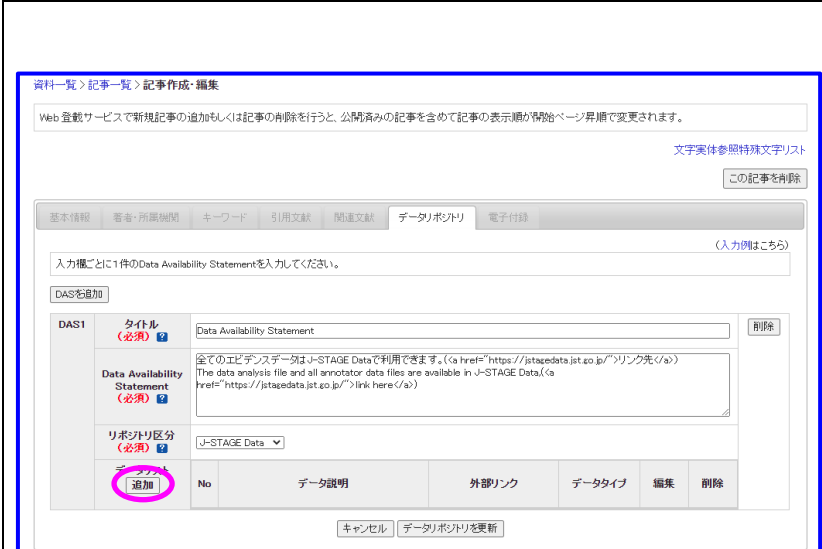 資料一覧>記事一覧>記事作成・編集
Web 登載サービスで新規記事の追加もしくは記事の削除を行うと、公開済みの記事を含めて記事の表示順が開始ページ昇順で変更されます。
文字実体参照特殊文字リスト
この記事を削除
基本情報 著者・所属機関 キーワード 引用文献 関連文献 データリポジトリ 電子付録
(入力例はこちら)
入力欄ごとに1件のData Availability Statementを入力してください。
DASを追加
DAS1 タイトル Data Availability Statement 削除
(必須) ?
Data Availability Statement
(必須) ?
全てのエビデンスデータはJ-STAGE Dataで利用できます。(<a href="https://jstagedata.jst.go.jp/">リンク先</a>)
The data analysis file and all annotator data files are available in J-STAGE Data,(<a
href="https://jstagedata.jst.go.jp/">link here</a>)
リポジトリ区分 J-STAGE Data
(必須) ?
データリスト
追加 No データ説明 外部リンク データタイプ 編集 削除
キャンセル データリポジトリを更新